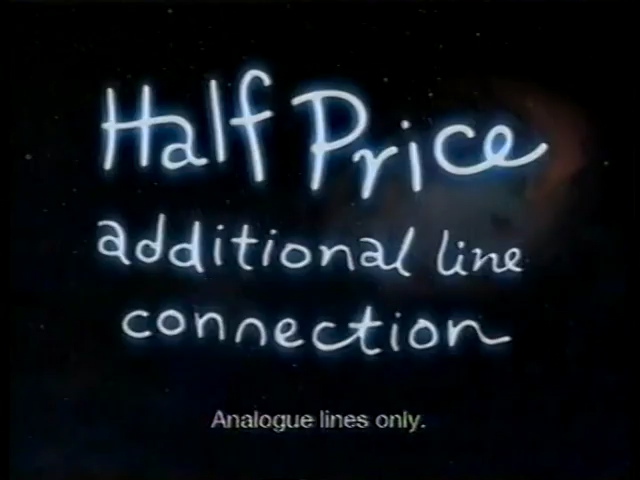 Half Price
additional line
connection
Analogue lines only.